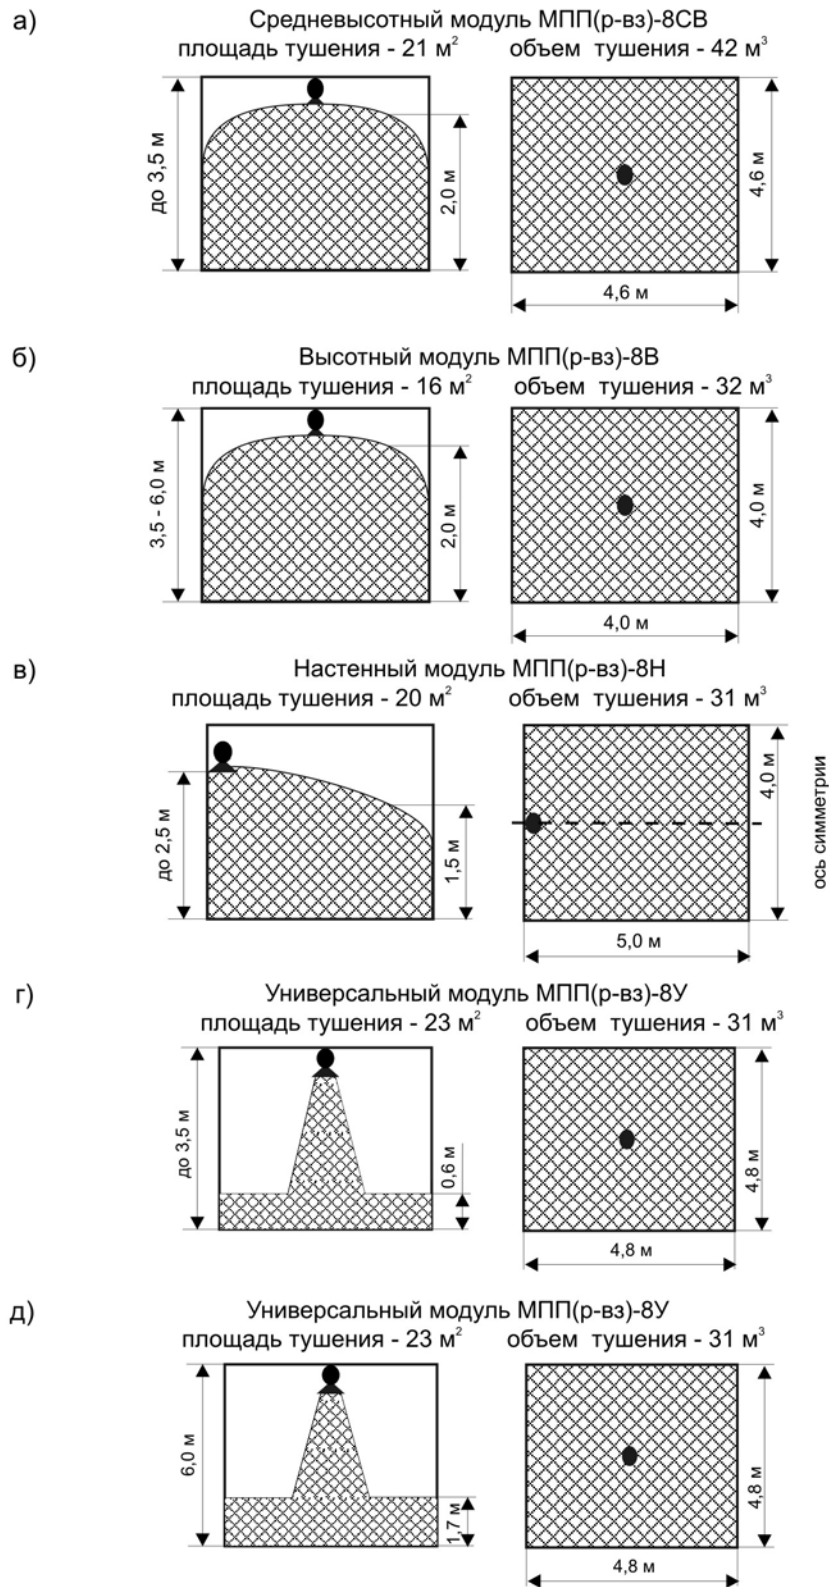 а)
Средневысотный модуль МПП(р-вз)-8СВ
площадь тушения - 21 м² объем тушения - 42 м³
до 3,5 м
2,0 м
4,6 м
4,6 м
б)
Высотный модуль МПП(р-вз)-8В
площадь тушения - 16 м² объем тушения - 32 м³
3,5 - 6,0 м
2,0 м
4,0 м
4,0 м
в)
Настенный модуль МПП(р-вз)-8Н
площадь тушения - 20 м² объем тушения - 31 м³
до 2,5 м
1,5 м
4,0 м
ось симметрии
5,0 м
г)
Универсальный модуль МПП(р-вз)-8У
площадь тушения - 23 м² объем тушения - 31 м³
до 3,5 м
0,6 м
4,8 м
4,8 м
д)
Универсальный модуль МПП(р-вз)-8У
площадь тушения - 23 м² объем тушения - 31 м³
6,0 м
1,7 м
4,8 м
4,8 м